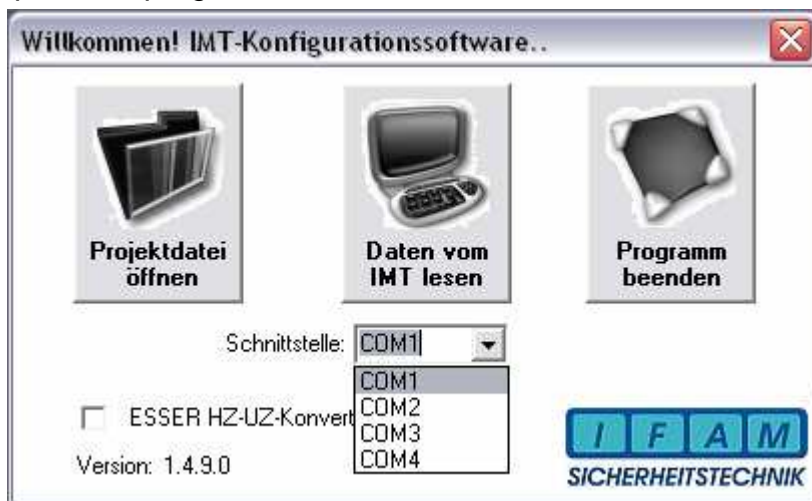 Willkommen! IMT-Konfigurationssoftware..
Projektdatei
öffnen
Daten vom
IMT lesen
Programm
beenden
Schnittstelle: COM1
COM1
COM2
COM3
COM4
ESSER HZ-UZ-Konvert
Version: 1.4.9.0
IFAM
SICHERHEITSTECHNIK